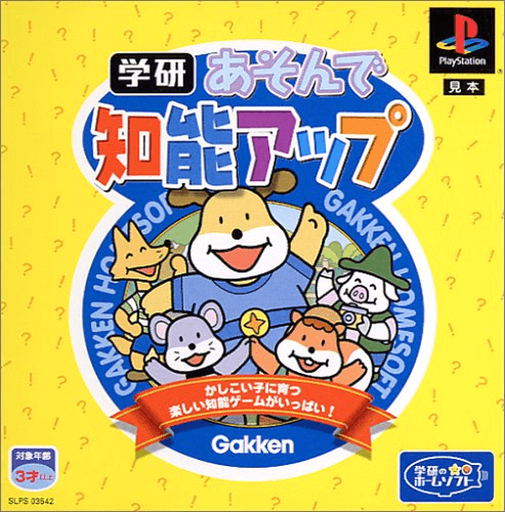 学研 あそんで
知能アップ
PlayStation
見本
GAKKEN HOMESOFT
GAKKEN HOMESOFT
かしこい子に育つ
楽しい知能ゲームがいっぱい!
Gakken
対象年齢
3才以上
SLPS 03542
学研の
ホームソフト